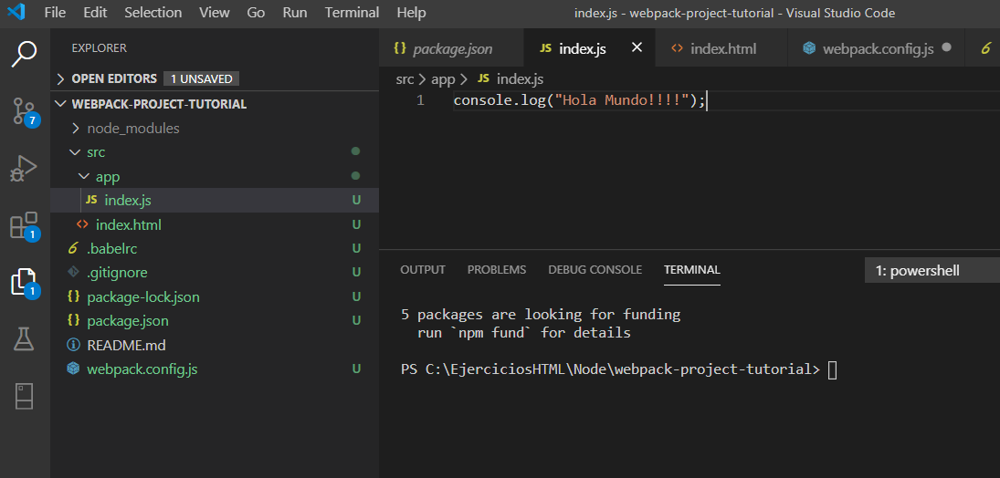 File Edit Selection View Go Run Terminal Help index.js - webpack-project-tutorial - Visual Studio Code
EXPLORER
OPEN EDITORS 1 UNSAVED
WEBPACK-PROJECT-TUTORIAL
node_modules
src
app
JS index.js U
index.html U
.babelrc U
.gitignore U
{} package-lock.json U
{} package.json U
README.md
webpack.config.js U
7
1
1
{} package.json JS index.js index.html webpack.config.js
src > app > JS index.js
1 console.log("Hola Mundo!!!!");
OUTPUT PROBLEMS DEBUG CONSOLE TERMINAL 1: powershell
5 packages are looking for funding
run `npm fund` for details
PS C:\EjerciciosHTML\Node\webpack-project-tutorial>